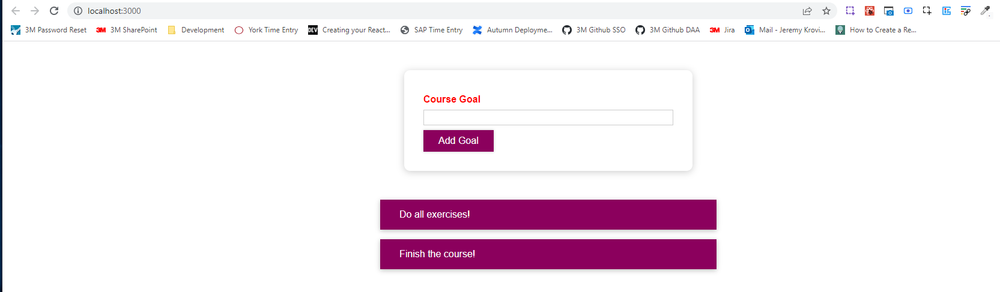 localhost:3000
3M Password Reset 3M 3M SharePoint Development York Time Entry DEV Creating your React... SAP Time Entry Autumn Deployme... 3M Github SSO 3M Github DAA 3M Jira Mail - Jeremy Krovi... How to Create a Re...
Course Goal
Add Goal
Do all exercises!
Finish the course!